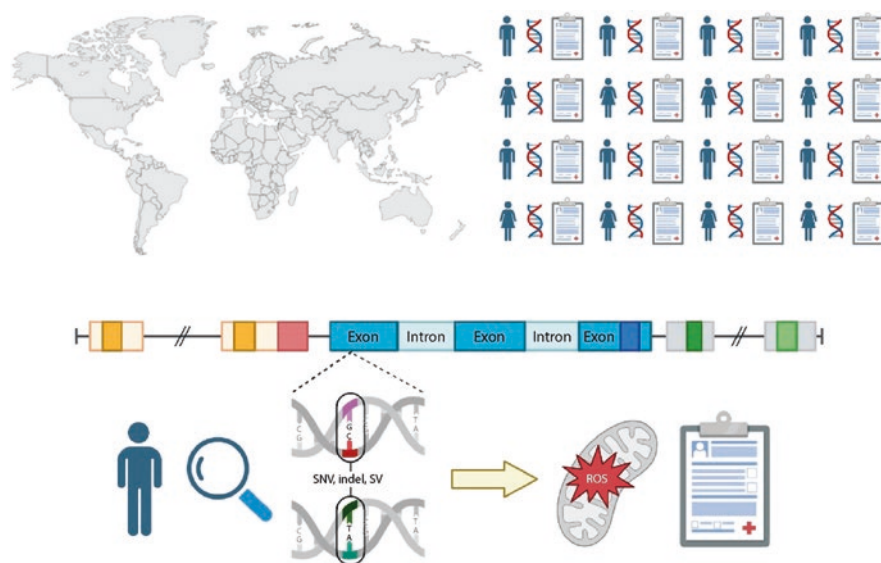 Exon Intron Exon Intron Exon
C G
G C
T A
SNV, indel, SV
ROS
C G
T A
T A